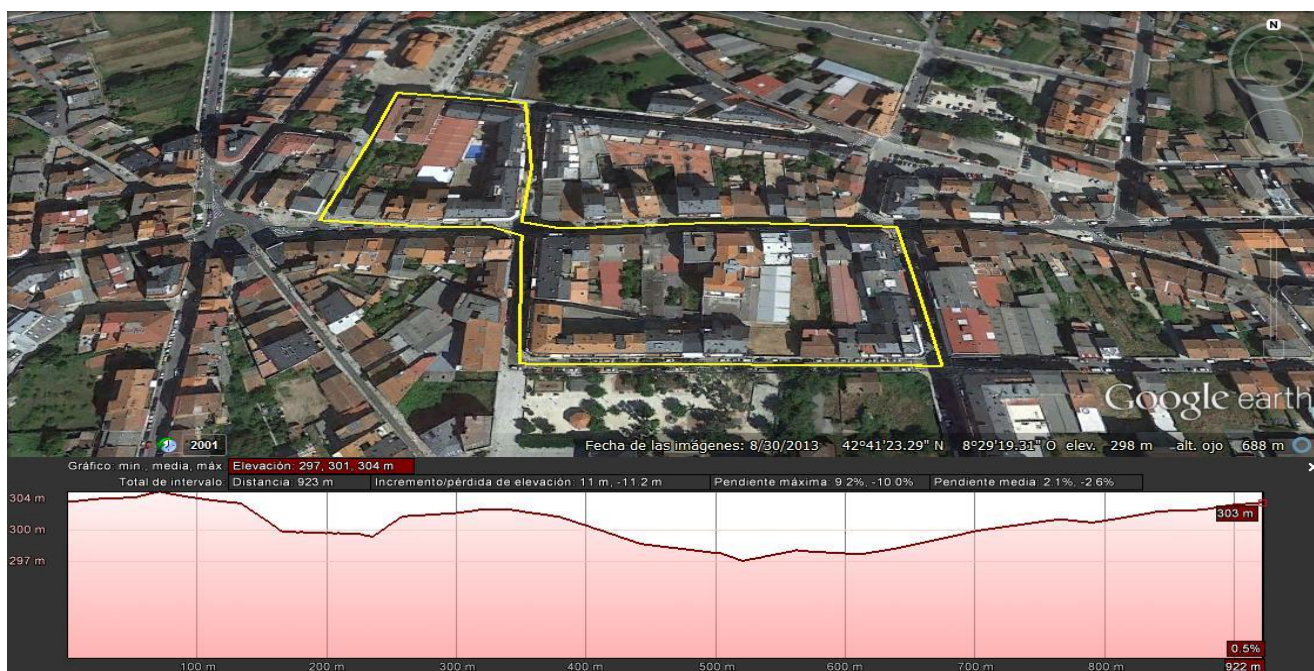 N
Google earth
2001
Fecha de las imágenes: 8/30/2013 42°41'23.29" N 8°29'19.31" O elev. 298 m alt. ojo 688 m
Gráfico: min., media, máx Elevación: 297, 301, 304 m
Total de intervalo Distancia: 923 m Incremento/pérdida de elevación: 11 m, -11.2 m Pendiente máxima: 9.2%, -10.0% Pendiente media: 2.1%, -2.6%
304 m
303 m
300 m
297 m
0.5%
100 m 200 m 300 m 400 m 500 m 600 m 700 m 800 m 922 m